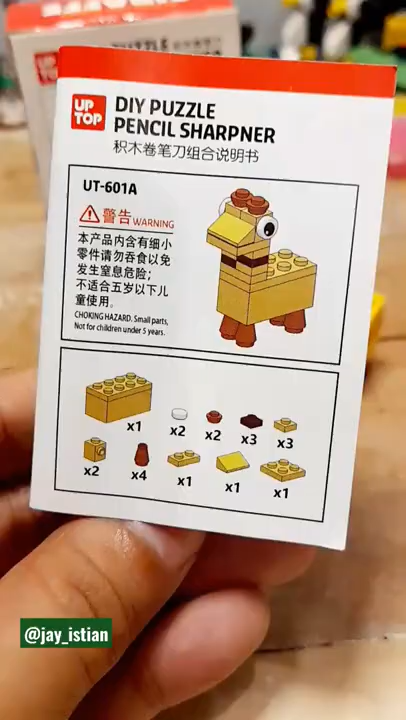 UP
TOP
DIY PUZZLE
PENCIL SHARPNER
积木卷笔刀组合说明书
UT-601A
警告 WARNING
本产品内含有细小
零件请勿吞食以免
发生窒息危险；
不适合五岁以下儿
童使用。
CHOKING HAZARD. Small parts,
Not for children under 5 years.
x1
x2
x2
x3
x3
x2
x4
x1
x1
x1
@jay_istian